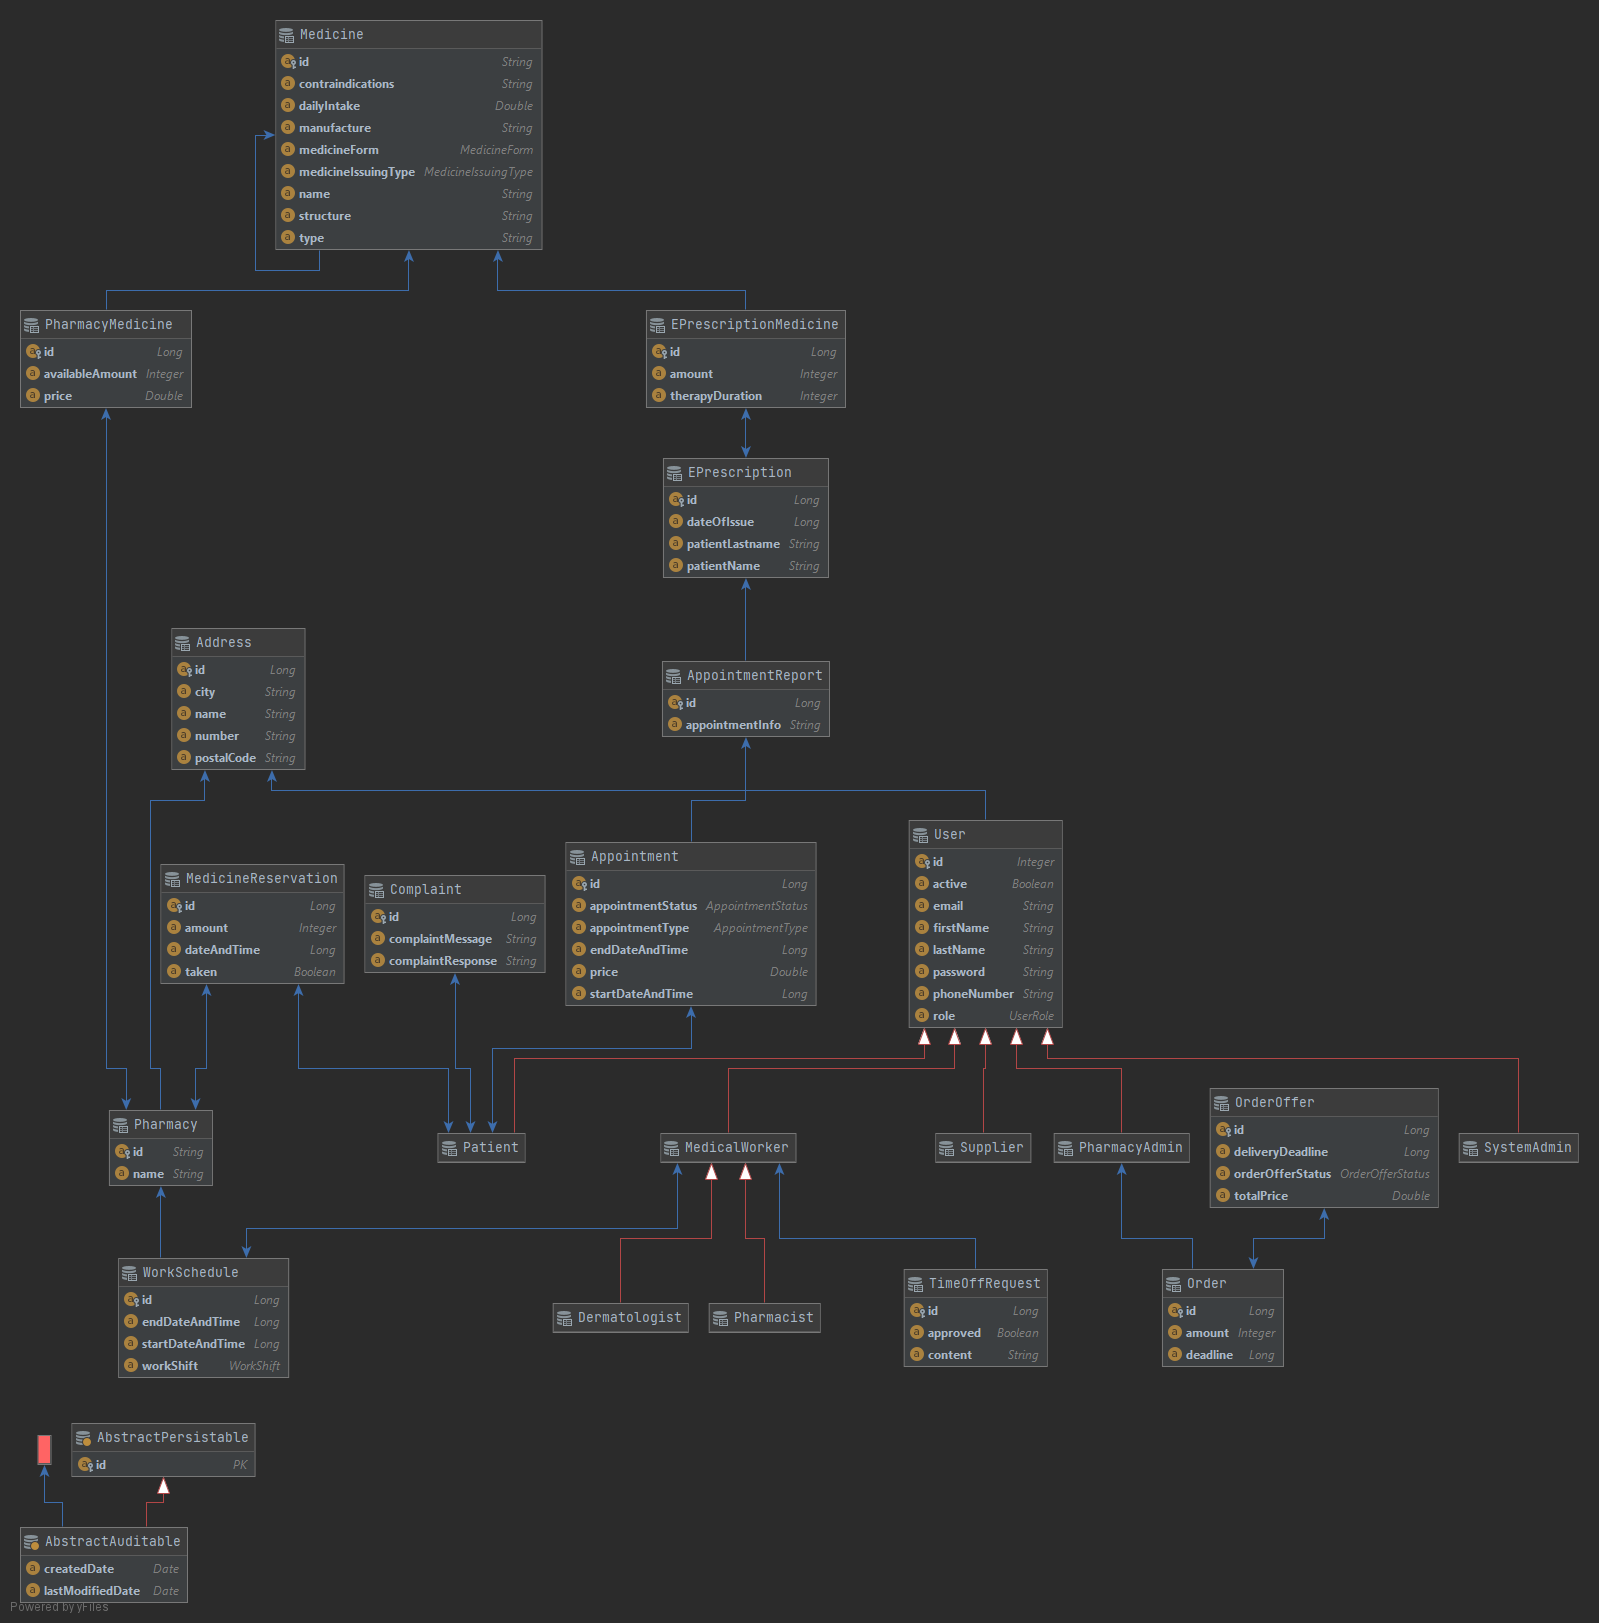 Medicine
id String
contraindications String
dailyIntake Double
manufacture String
medicineForm MedicineForm
medicineIssuingType MedicineIssuingType
name String
structure String
type String
PharmacyMedicine
id Long
availableAmount Integer
price Double
EPrescriptionMedicine
id Long
amount Integer
therapyDuration Integer
EPrescription
id Long
dateOfIssue Long
patientLastname String
patientName String
Address
id Long
city String
name String
number String
postalCode String
AppointmentReport
id Long
appointmentInfo String
MedicineReservation
id Long
amount Integer
dateAndTime Long
taken Boolean
Complaint
id Long
complaintMessage String
complaintResponse String
Appointment
id Long
appointmentStatus AppointmentStatus
appointmentType AppointmentType
endDateAndTime Long
price Double
startDateAndTime Long
User
id Integer
active Boolean
email String
firstName String
lastName String
password String
phoneNumber String
role UserRole
Pharmacy
id String
name String
Patient
MedicalWorker
Supplier
PharmacyAdmin
OrderOffer
id Long
deliveryDeadline Long
orderOfferStatus OrderOfferStatus
totalPrice Double
SystemAdmin
WorkSchedule
id Long
endDateAndTime Long
startDateAndTime Long
workShift WorkShift
Dermatologist
Pharmacist
TimeOffRequest
id Long
approved Boolean
content String
Order
id Long
amount Integer
deadline Long
AbstractPersistable
id PK
AbstractAuditable
createdDate Date
lastModifiedDate Date
Powered by yFiles